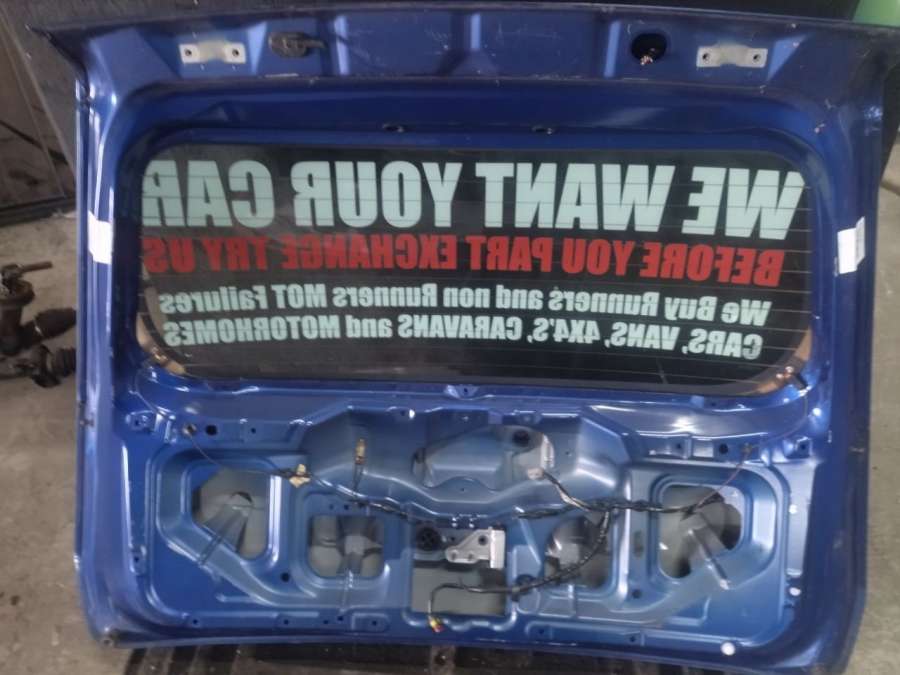 WE WANT YOUR CAR
BEFORE YOU PART EXCHANGE TRY US
We Buy Runners and non Runners MOT Failures
CARS, VANS, 4X4'S, CARAVANS and MOTORHOMES